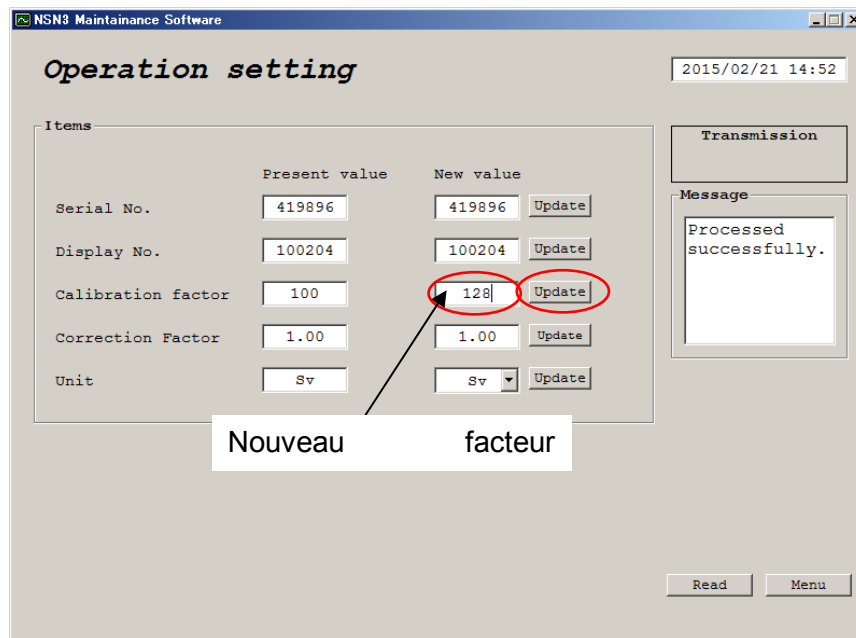 NSN3 Maintainance Software
Operation setting
2015/02/21 14:52
Items
Present value New value
Serial No. 419896 419896 Update
Display No. 100204 100204 Update
Calibration factor 100 128 Update
Correction Factor 1.00 1.00 Update
Unit Sv Sv Update
Nouveau facteur
Transmission
Message
Processed
successfully.
Read Menu